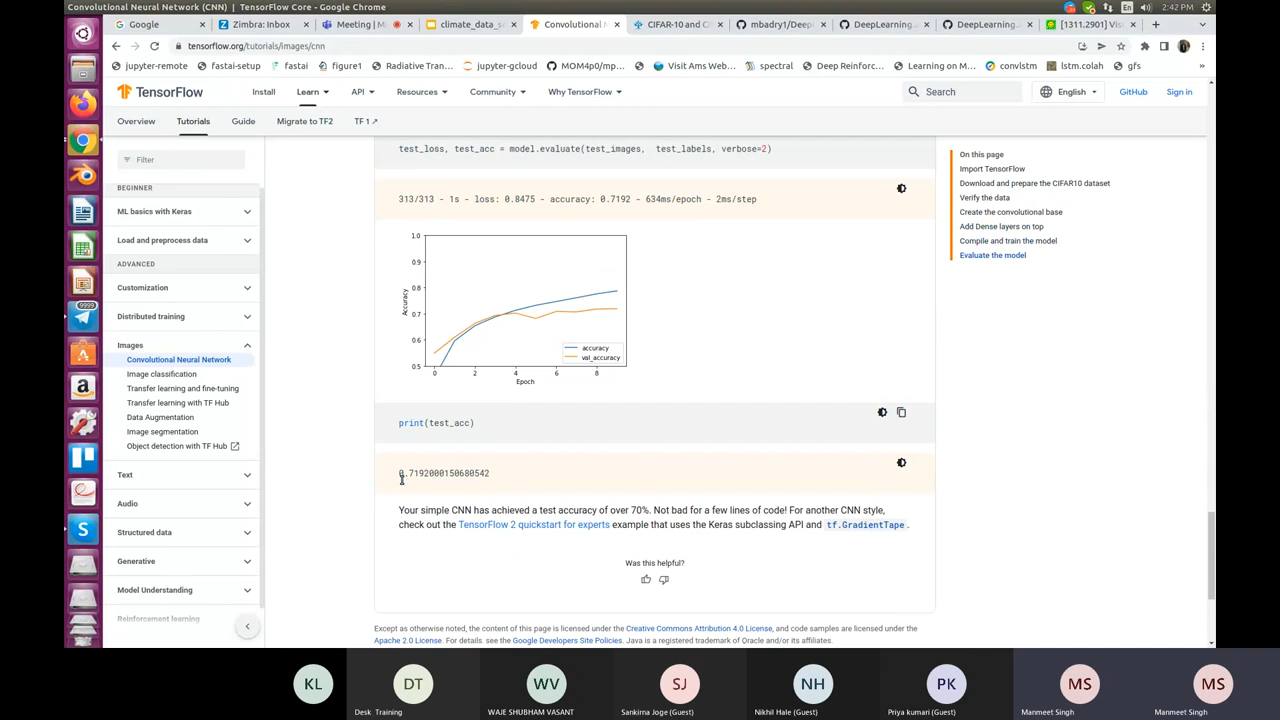 Convolutional Neural Network (CNN) | TensorFlow Core - Google Chrome
En
2:42 PM
Google
Zimbra: Inbox
Meeting | M
climate_data_s
Convolutional N
CIFAR-10 and C
mbadry1/DeepL
DeepLearning.
DeepLearning.
[1311.2901] Vis
tensorflow.org/tutorials/images/cnn
jupyter-remote
fastai-setup
fastai
figure1
Radiative Tran...
jupyter-gcloud
MOM4p0/mp...
Visit Ams Web...
spectral
Deep Reinforc...
Learning on M...
convlstm
lstm.colah
gfs
»
TensorFlow
Install
Learn
API
Resources
Community
Why TensorFlow
Search
English
GitHub
Sign in
Overview
Tutorials
Guide
Migrate to TF2
TF 1 ↗
Filter
BEGINNER
ML basics with Keras
Load and preprocess data
ADVANCED
Customization
Distributed training
Images
Convolutional Neural Network
Image classification
Transfer learning and fine-tuning
Transfer learning with TF Hub
Data Augmentation
Image segmentation
Object detection with TF Hub
Text
Audio
Structured data
Generative
Model Understanding
Reinforcement learning
test_loss, test_acc = model.evaluate(test_images, test_labels, verbose=2)
313/313 - 1s - loss: 0.8475 - accuracy: 0.7192 - 634ms/epoch - 2ms/step
1.0
0.9
0.8
0.7
0.6
0.5
Accuracy
accuracy
val_accuracy
0 2 4 6 8
Epoch
print(test_acc)
0.7192000150680542
Your simple CNN has achieved a test accuracy of over 70%. Not bad for a few lines of code! For another CNN style,
check out the TensorFlow 2 quickstart for experts example that uses the Keras subclassing API and tf.GradientTape.
Was this helpful?
Except as otherwise noted, the content of this page is licensed under the Creative Commons Attribution 4.0 License, and code samples are licensed under the
Apache 2.0 License. For details, see the Google Developers Site Policies. Java is a registered trademark of Oracle and/or its affiliates.
On this page
Import TensorFlow
Download and prepare the CIFAR10 dataset
Verify the data
Create the convolutional base
Add Dense layers on top
Compile and train the model
Evaluate the model
9999
KL
DT
Desk Training
WV
WAJE SHUBHAM VASANT
SJ
Sankirna Joge (Guest)
NH
Nikhil Hale (Guest)
PK
Priya kumari (Guest)
MS
Manmeet Singh
MS
Manmeet Singh